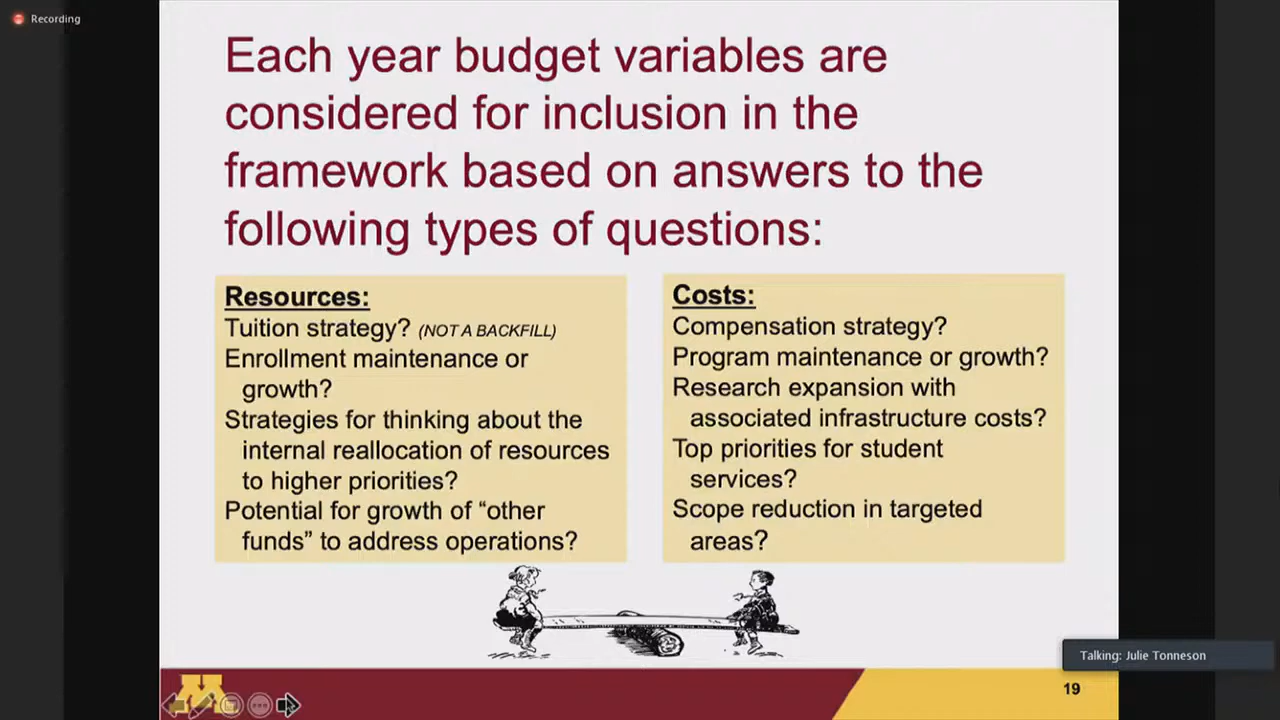 Recording
Each year budget variables are
considered for inclusion in the
framework based on answers to the
following types of questions:
Resources:
Tuition strategy? (NOT A BACKFILL)
Enrollment maintenance or
growth?
Strategies for thinking about the
internal reallocation of resources
to higher priorities?
Potential for growth of “other
funds” to address operations?
Costs:
Compensation strategy?
Program maintenance or growth?
Research expansion with
associated infrastructure costs?
Top priorities for student
services?
Scope reduction in targeted
areas?
Talking: Julie Tonneson
M
19